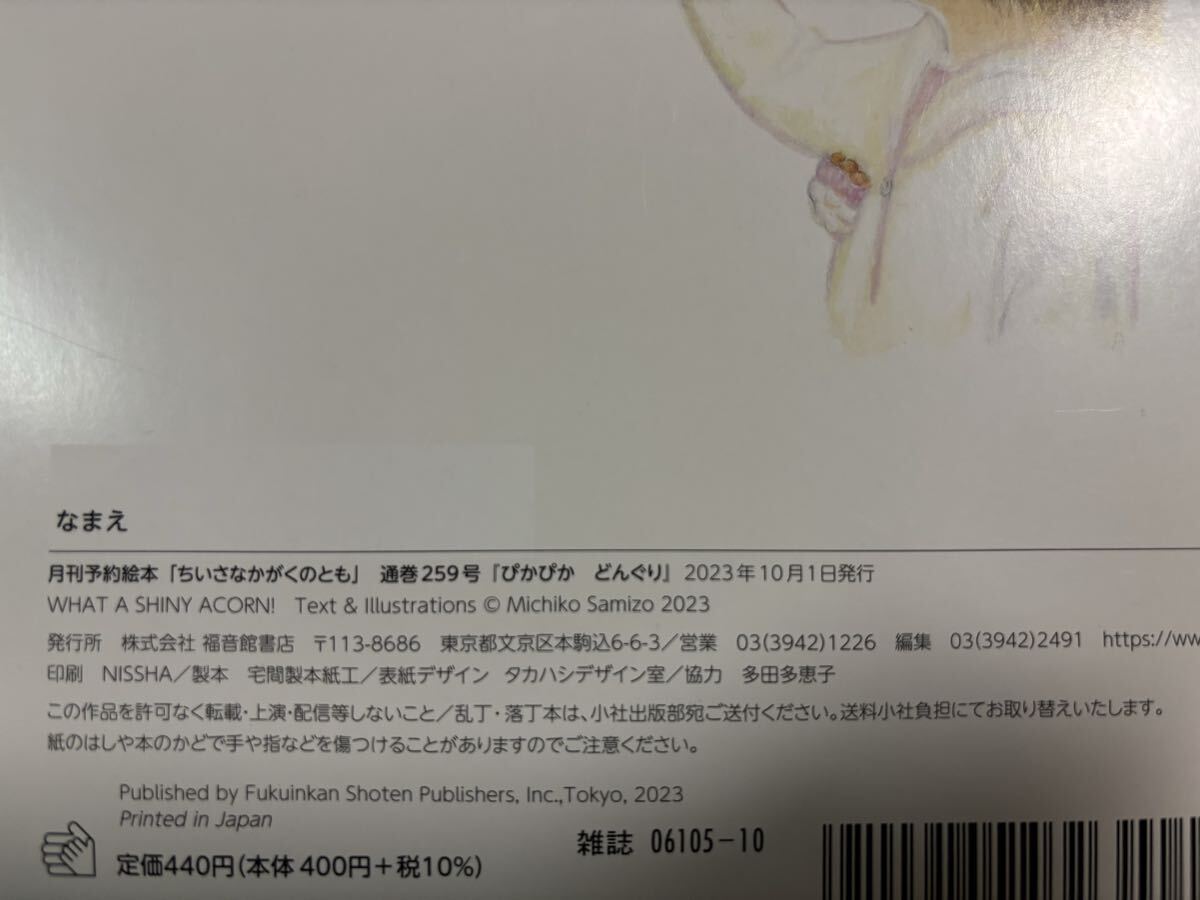 なまえ
月刊予約絵本「ちいさなかがくのとも」 通巻259号『ぴかぴか どんぐり』 2023年10月1日発行
WHAT A SHINY ACORN! Text & Illustrations © Michiko Samizo 2023
発行所 株式会社 福音館書店 〒113-8686 東京都文京区本駒込6-6-3／営業 03(3942)1226 編集 03(3942)2491 https://ww
印刷 NISSHA／製本 宅間製本紙工／表紙デザイン タカハシデザイン室／協力 多田多恵子
この作品を許可なく転載・上演・配信等しないこと／乱丁・落丁本は、小社出版部宛ご送付ください。送料小社負担にてお取り替えいたします。
紙のはしや本のかどで手や指などを傷つけることがありますのでご注意ください。
Published by Fukuinkan Shoten Publishers, Inc.,Tokyo, 2023
Printed in Japan
定価440円(本体 400円＋税10%)
雑誌 06105-10